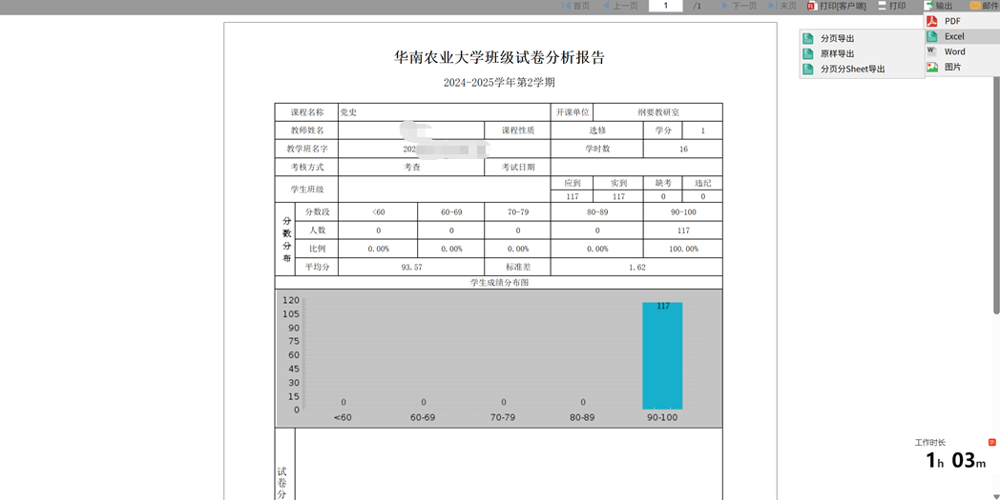 首页 上一页 1 /1 下一页 末页 打印[客户端] 打印 输出 邮件
PDF
Excel
Word
图片
分页导出
原样导出
分页分Sheet导出
华南农业大学班级试卷分析报告
2024-2025学年第2学期
课程名称 党史 开课单位 纲要教研室
教师姓名 课程性质 选修 学分 1
教学班名字 202 学时数 16
考核方式 考查 考试日期
学生班级 应到 实到 缺考 违纪
117 117 0 0
分数分布 分数段 <60 60-69 70-79 80-89 90-100
人数 0 0 0 0 117
比例 0.00% 0.00% 0.00% 0.00% 100.00%
平均分 93.57 标准差 1.62
学生成绩分布图
120
105
90
75
60
45
30
15
0
0 0 0 0 117
<60 60-69 70-79 80-89 90-100
试卷分
工作时长
1h 03m